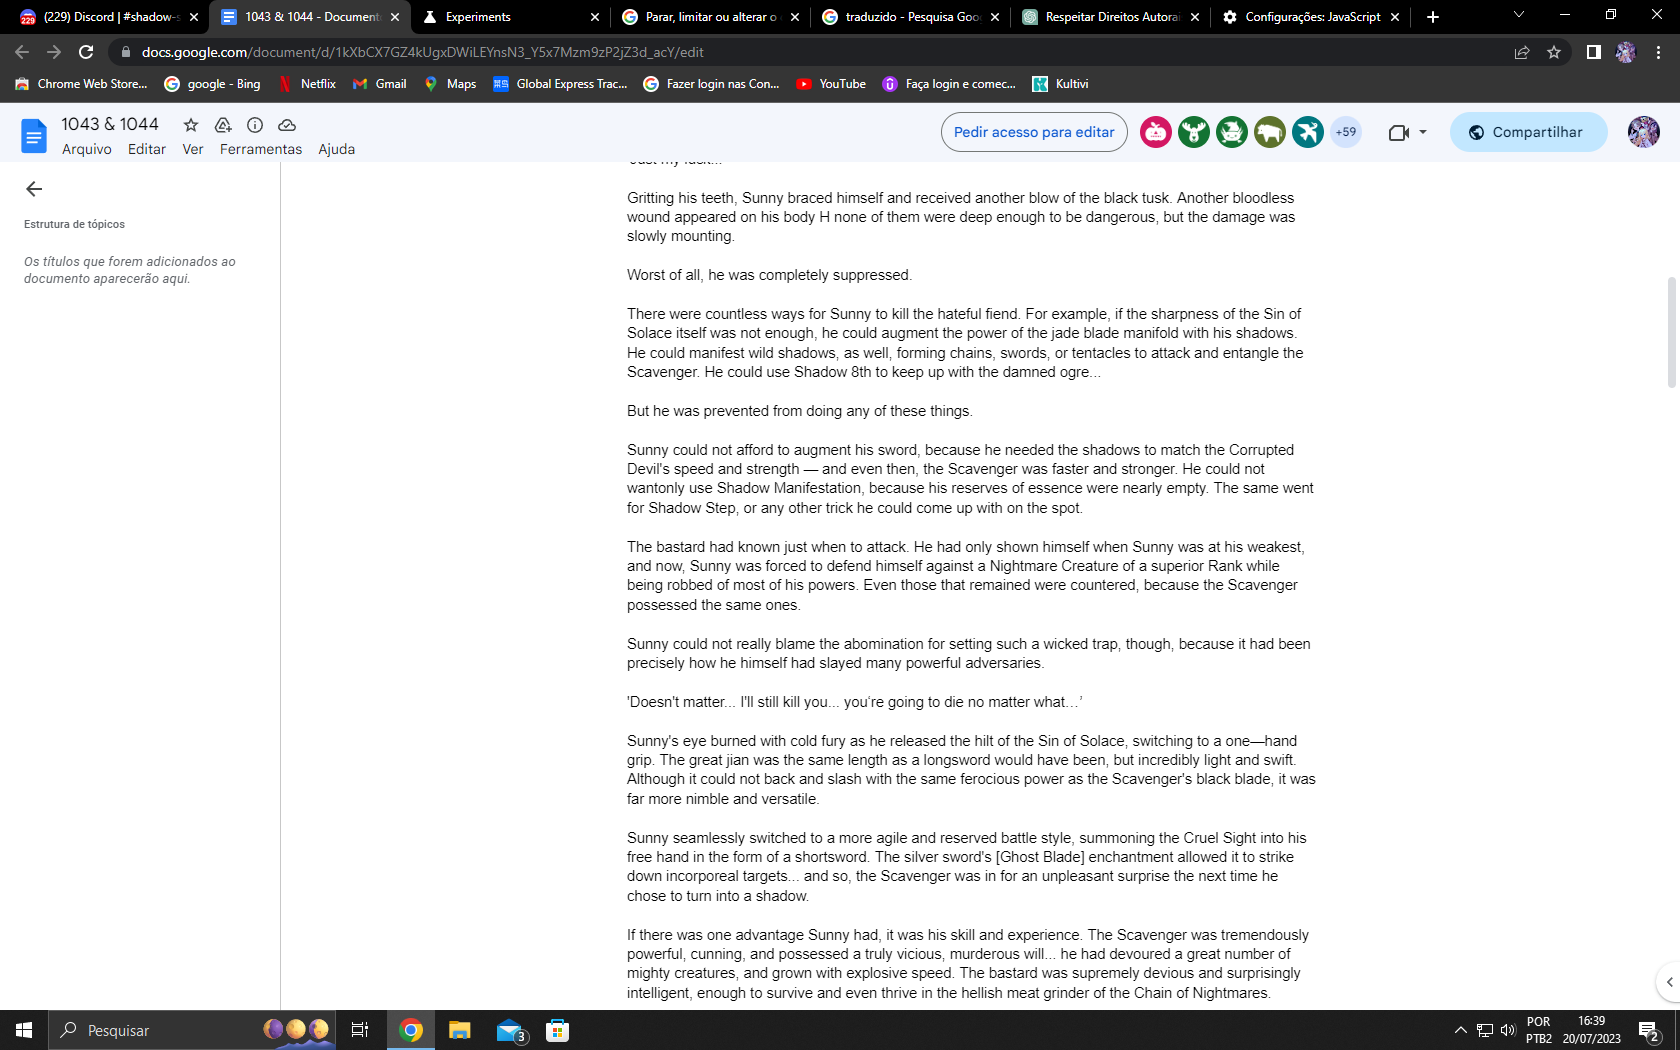 (229) Discord | #shadow-s
1043 & 1044 - Document
Experiments
Parar, limitar ou alterar o
traduzido - Pesquisa Goo
Respeitar Direitos Autora
Configurações: JavaScript
docs.google.com/document/d/1kXbCX7GZ4kUgxDWiLEYnsN3_Y5x7Mzm9zP2jZ3d_acY/edit
Chrome Web Store...
google - Bing
Netflix
Gmail
Maps
Global Express Trac...
Fazer login nas Con...
YouTube
Faça login e comec...
Kultivi
1043 & 1044
Arquivo Editar Ver Ferramentas Ajuda
Pedir acesso para editar
+59
Compartilhar
Estrutura de tópicos
Os títulos que forem adicionados ao
documento aparecerão aqui.
'Just my luck...
Gritting his teeth, Sunny braced himself and received another blow of the black tusk. Another bloodless
wound appeared on his body H none of them were deep enough to be dangerous, but the damage was
slowly mounting.
Worst of all, he was completely suppressed.
There were countless ways for Sunny to kill the hateful fiend. For example, if the sharpness of the Sin of
Solace itself was not enough, he could augment the power of the jade blade manifold with his shadows.
He could manifest wild shadows, as well, forming chains, swords, or tentacles to attack and entangle the
Scavenger. He could use Shadow 8th to keep up with the damned ogre...
But he was prevented from doing any of these things.
Sunny could not afford to augment his sword, because he needed the shadows to match the Corrupted
Devil's speed and strength — and even then, the Scavenger was faster and stronger. He could not
wantonly use Shadow Manifestation, because his reserves of essence were nearly empty. The same went
for Shadow Step, or any other trick he could come up with on the spot.
The bastard had known just when to attack. He had only shown himself when Sunny was at his weakest,
and now, Sunny was forced to defend himself against a Nightmare Creature of a superior Rank while
being robbed of most of his powers. Even those that remained were countered, because the Scavenger
possessed the same ones.
Sunny could not really blame the abomination for setting such a wicked trap, though, because it had been
precisely how he himself had slayed many powerful adversaries.
'Doesn't matter... I'll still kill you... you‘re going to die no matter what…’
Sunny's eye burned with cold fury as he released the hilt of the Sin of Solace, switching to a one—hand
grip. The great jian was the same length as a longsword would have been, but incredibly light and swift.
Although it could not back and slash with the same ferocious power as the Scavenger's black blade, it was
far more nimble and versatile.
Sunny seamlessly switched to a more agile and reserved battle style, summoning the Cruel Sight into his
free hand in the form of a shortsword. The silver sword's [Ghost Blade] enchantment allowed it to strike
down incorporeal targets... and so, the Scavenger was in for an unpleasant surprise the next time he
chose to turn into a shadow.
If there was one advantage Sunny had, it was his skill and experience. The Scavenger was tremendously
powerful, cunning, and possessed a truly vicious, murderous will... he had devoured a great number of
mighty creatures, and grown with explosive speed. The bastard was supremely devious and surprisingly
intelligent, enough to survive and even thrive in the hellish meat grinder of the Chain of Nightmares.
Pesquisar
3
POR
PTB2
16:39
20/07/2023
2